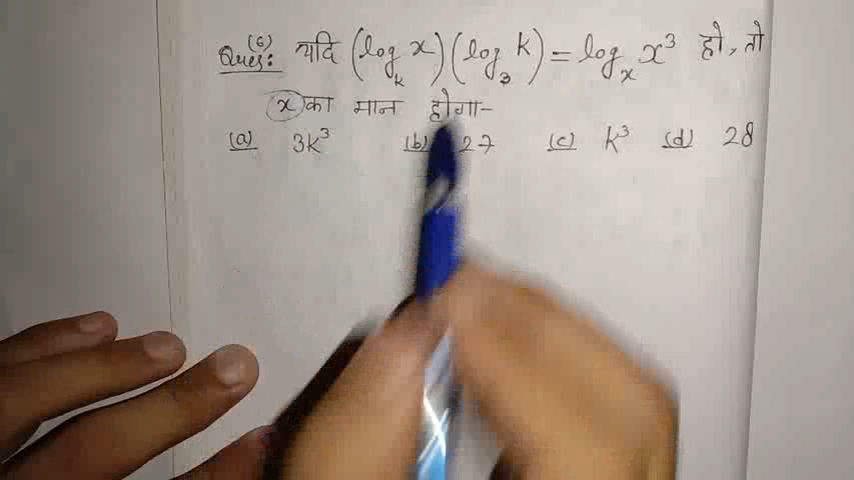 Ques:(6) यदि (log_k x)(log_3 k) = log_x x³ हो, तो
x का मान होगा-
(a) 3k³ (b) 27 (c) k³ (d) 28